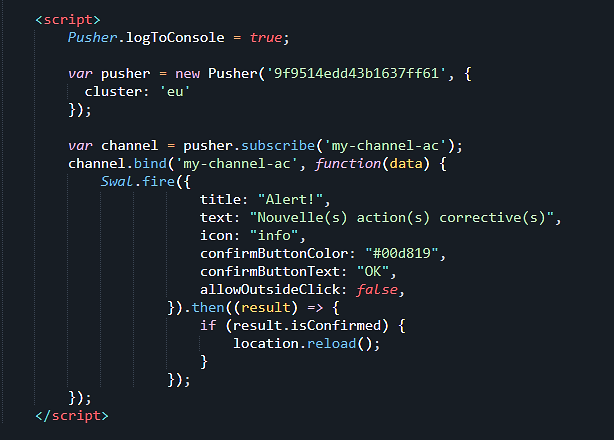 <script>
Pusher.logToConsole = true;
var pusher = new Pusher('9f9514edd43b1637ff61', {
cluster: 'eu'
});
var channel = pusher.subscribe('my-channel-ac');
channel.bind('my-channel-ac', function(data) {
Swal.fire({
title: "Alert!",
text: "Nouvelle(s) action(s) corrective(s)",
icon: "info",
confirmButtonColor: "#00d819",
confirmButtonText: "OK",
allowOutsideClick: false,
}).then((result) => {
if (result.isConfirmed) {
location.reload();
}
});
});
</script>